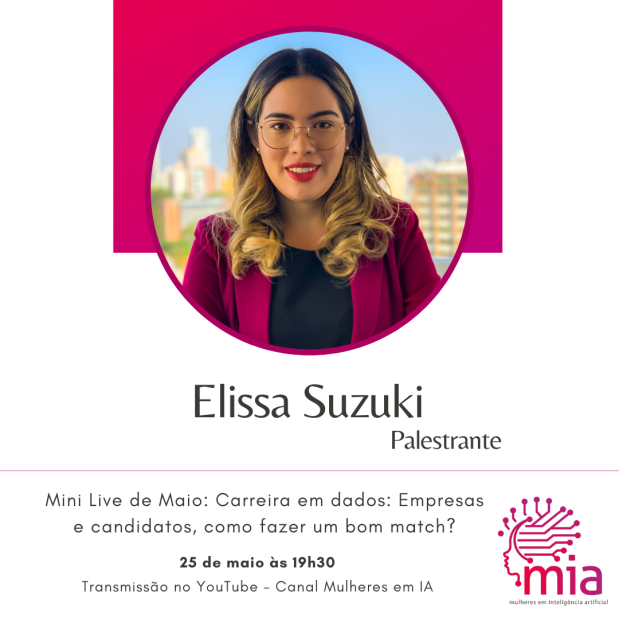 Elissa Suzuki
Palestrante
Mini Live de Maio: Carreira em dados: Empresas
e candidatos, como fazer um bom match?
25 de maio às 19h30
Transmissão no YouTube - Canal Mulheres em IA
mia
mulheres em inteligência artificial